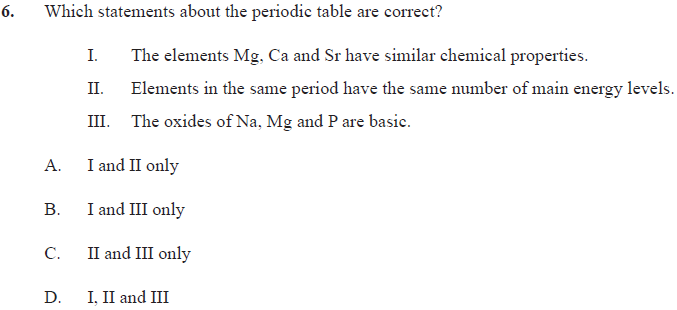 6. Which statements about the periodic table are correct?
I. The elements Mg, Ca and Sr have similar chemical properties.
II. Elements in the same period have the same number of main energy levels.
III. The oxides of Na, Mg and P are basic.
A. I and II only
B. I and III only
C. II and III only
D. I, II and III